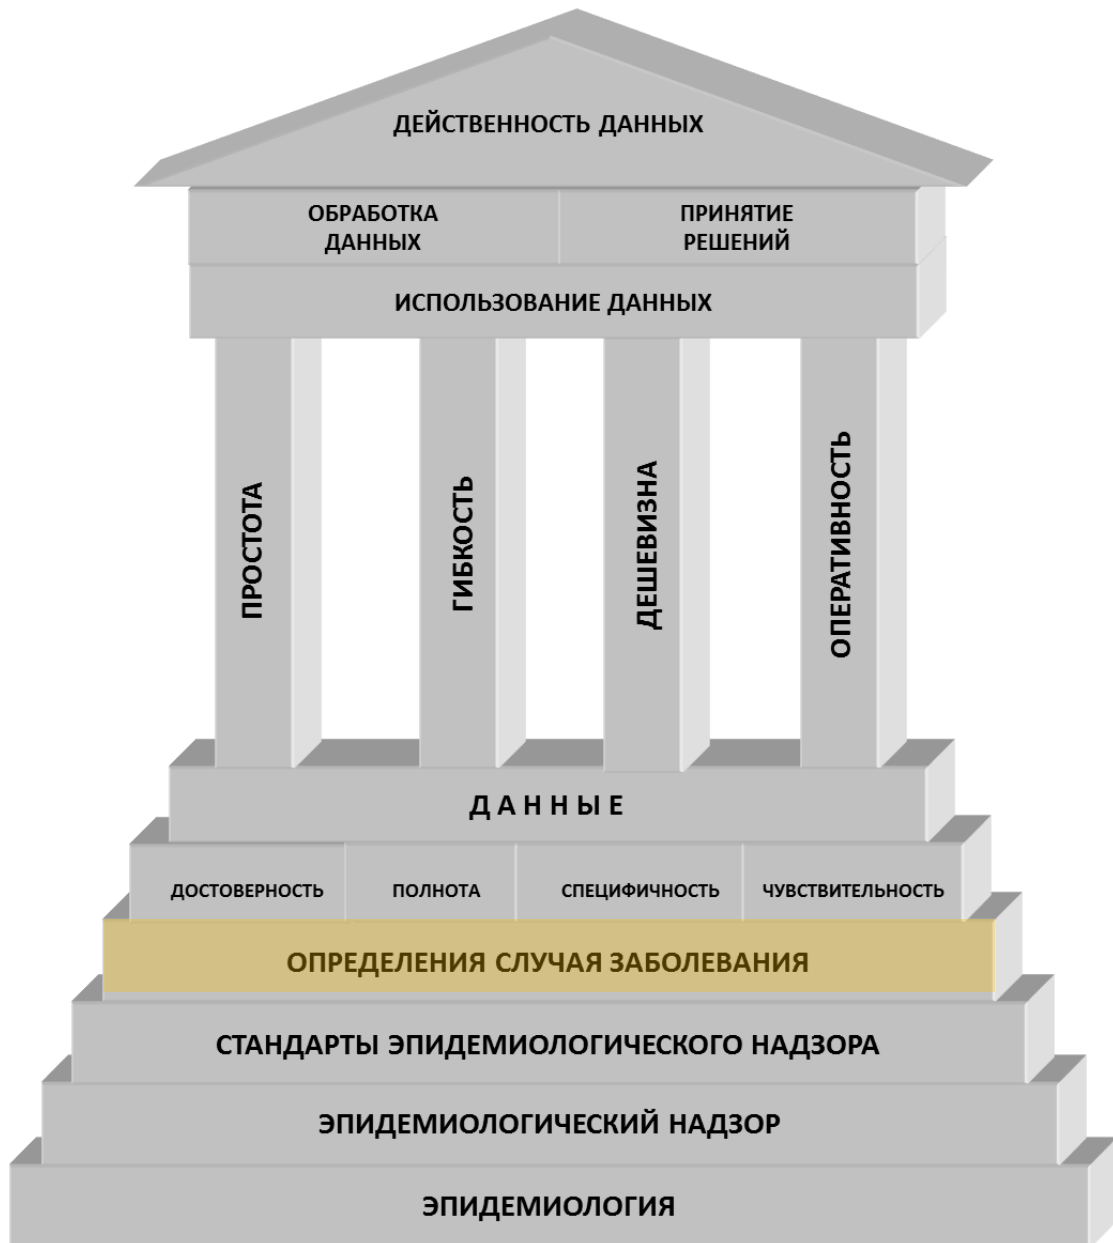 ДЕЙСТВЕННОСТЬ ДАННЫХ
ОБРАБОТКА
ДАННЫХ
ПРИНЯТИЕ
РЕШЕНИЙ
ИСПОЛЬЗОВАНИЕ ДАННЫХ
ПРОСТОТА
ГИБКОСТЬ
ДЕШЕВИЗНА
ОПЕРАТИВНОСТЬ
Д А Н Н Ы Е
ДОСТОВЕРНОСТЬ
ПОЛНОТА
СПЕЦИФИЧНОСТЬ
ЧУВСТВИТЕЛЬНОСТЬ
ОПРЕДЕЛЕНИЯ СЛУЧАЯ ЗАБОЛЕВАНИЯ
СТАНДАРТЫ ЭПИДЕМИОЛОГИЧЕСКОГО НАДЗОРА
ЭПИДЕМИОЛОГИЧЕСКИЙ НАДЗОР
ЭПИДЕМИОЛОГИЯ